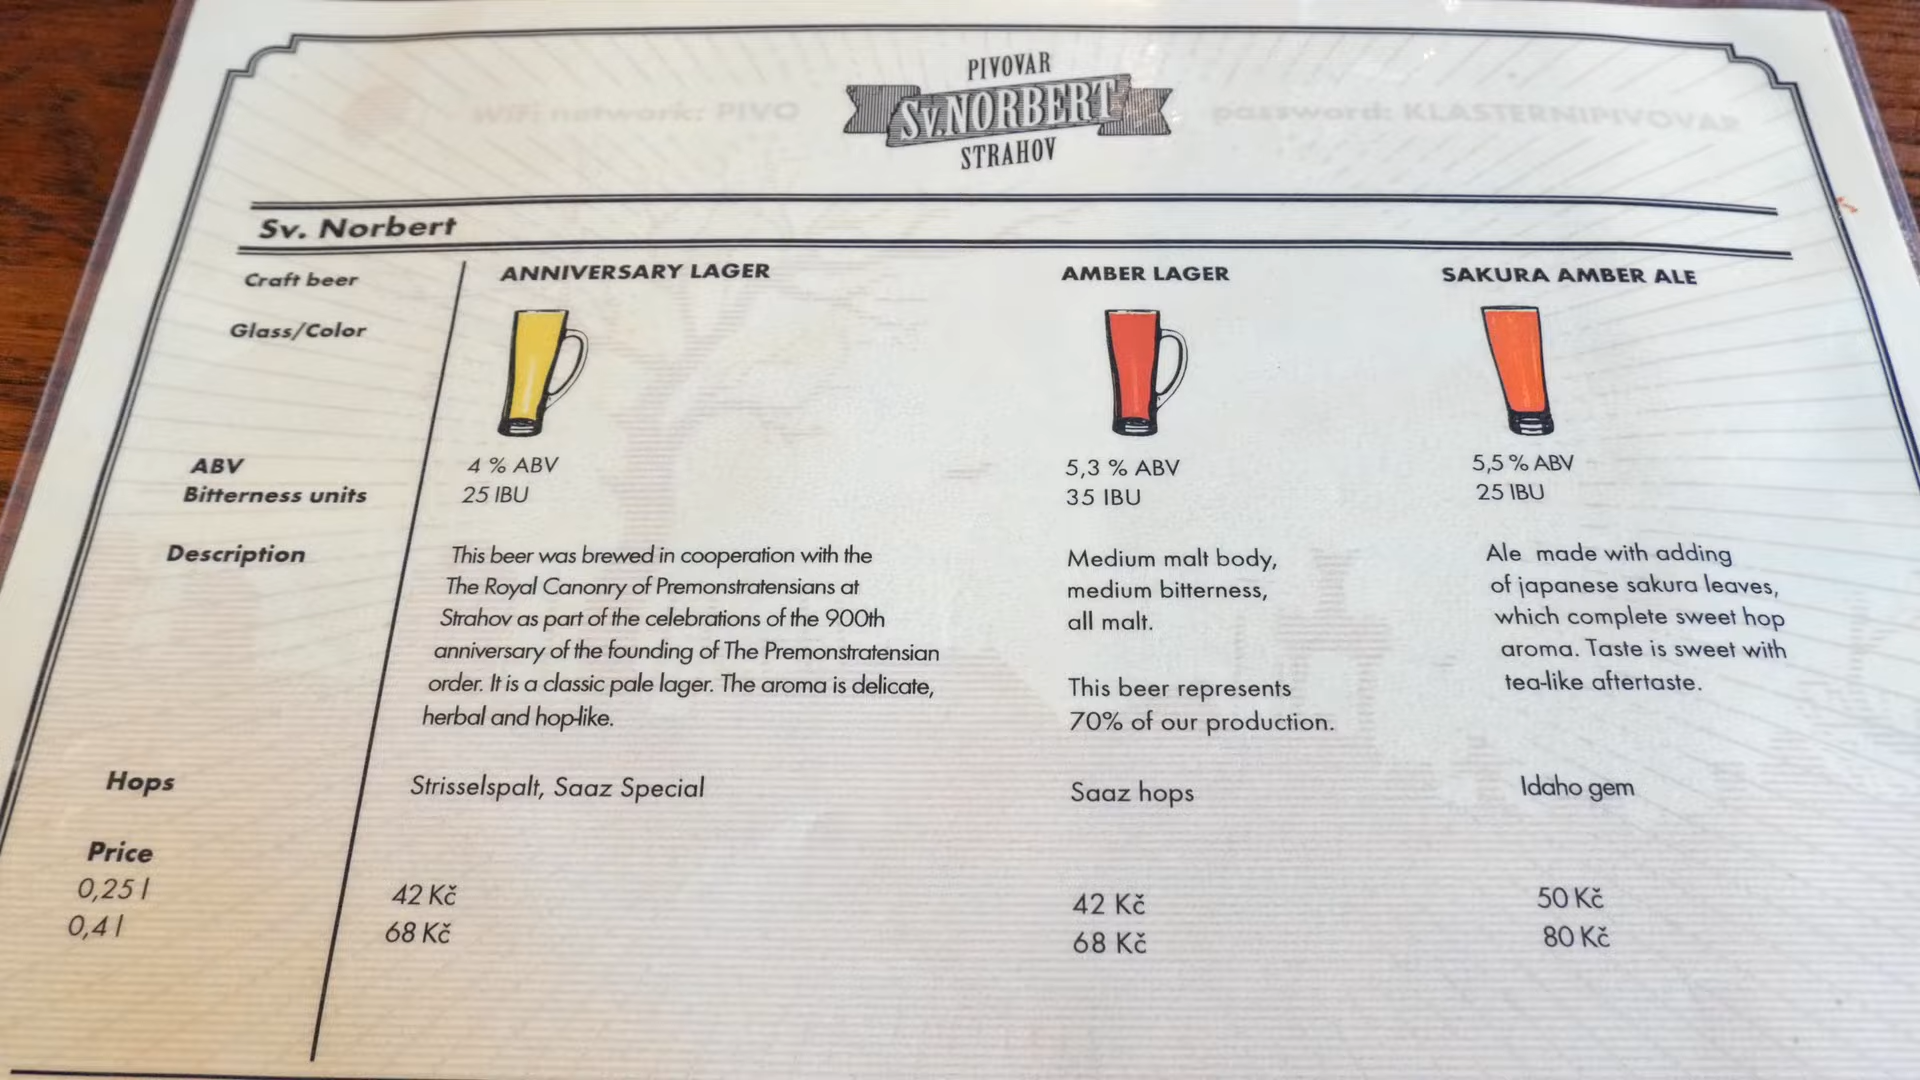 PIVOVAR
Sv. NORBERT
STRAHOV
WiFi network: PIVO
password: KLASTERNIPIVOVAR
Sv. Norbert
Craft beer
ANNIVERSARY LAGER
AMBER LAGER
SAKURA AMBER ALE
Glass/Color
ABV
4 % ABV
5,3 % ABV
5,5 % ABV
Bitterness units
25 IBU
35 IBU
25 IBU
Description
This beer was brewed in cooperation with the
The Royal Canonry of Premonstratensians at
Strahov as part of the celebrations of the 900th
anniversary of the founding of The Premonstratensian
order. It is a classic pale lager. The aroma is delicate,
herbal and hop-like.
Medium malt body,
medium bitterness,
all malt.
This beer represents
70% of our production.
Ale made with adding
of japanese sakura leaves,
which complete sweet hop
aroma. Taste is sweet with
tea-like aftertaste.
Hops
Strisselspalt, Saaz Special
Saaz hops
Idaho gem
Price
0,25 l
42 Kč
42 Kč
50 Kč
0,4 l
68 Kč
68 Kč
80 Kč